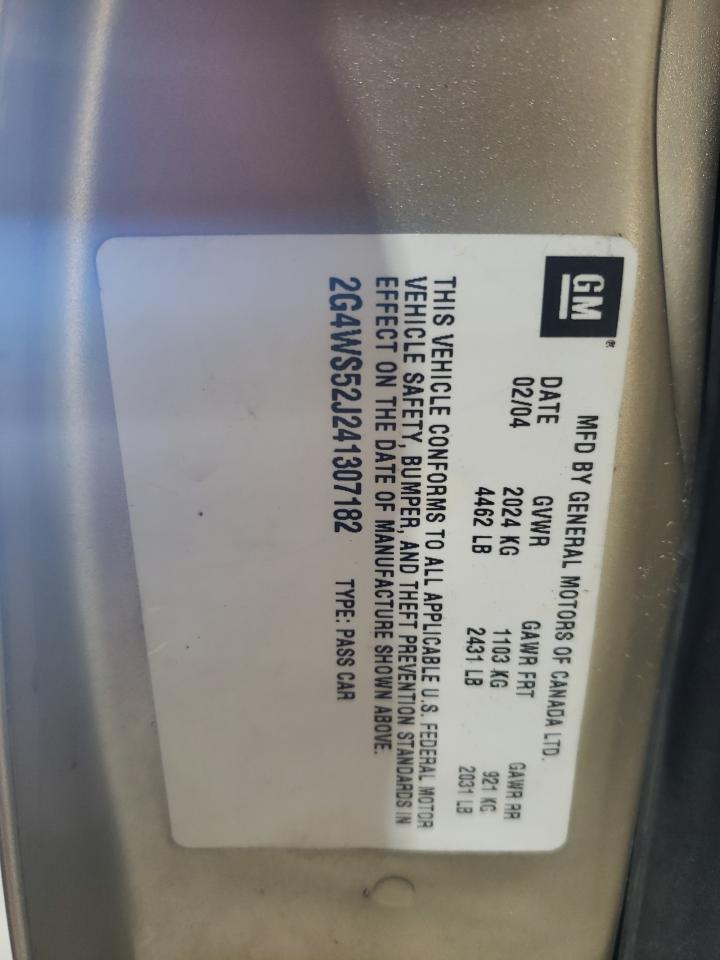 GM
MFD BY GENERAL MOTORS OF CANADA LTD.
DATE GVWR GAWR FRT GAWR RR
02/04 2024 KG 1103 KG 921 KG
4462 LB 2431 LB 2031 LB
THIS VEHICLE CONFORMS TO ALL APPLICABLE U.S. FEDERAL MOTOR
VEHICLE SAFETY, BUMPER, AND THEFT PREVENTION STANDARDS IN
EFFECT ON THE DATE OF MANUFACTURE SHOWN ABOVE.
2G4WS52J241307182 TYPE: PASS CAR